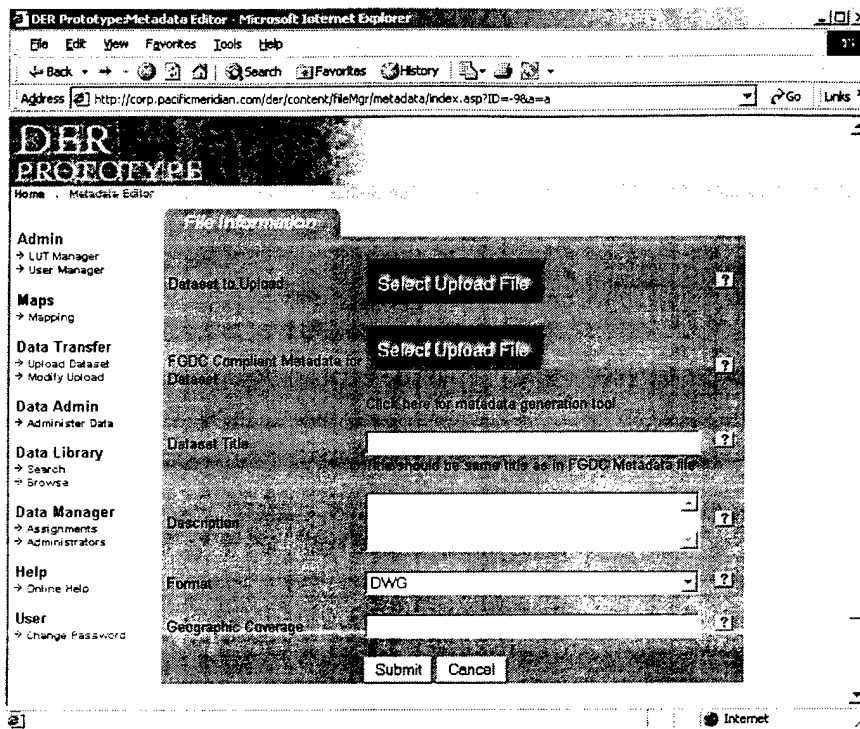 DER Prototype:Metadata Editor - Microsoft Internet Explorer
File Edit View Favorites Tools Help
Back Search Favorites History
Address http://corp.pacificmeridian.com/der/content/fileMgr/metadata/index.asp?ID=-9&a=a Go Links
DER
PROTOTYPE
Home Metadata Editor
File Information
Admin
→ LUT Manager
→ User Manager
Maps
→ Mapping
Data Transfer
→ Upload Dataset
→ Modify Upload
Data Admin
→ Administer Data
Data Library
→ Search
→ Browse
Data Manager
→ Assignments
→ Administrators
Help
→ Online Help
User
→ Change Password
Dataset to Upload Select Upload File ?
FGDC Compliant Metadata for Dataset Select Upload File ?
Click here for metadata generation tool
Dataset Title ?
Title should be same title as in FGDC Metadata file
Description ?
Format DWG ?
Geographic Coverage ?
Submit Cancel
Internet